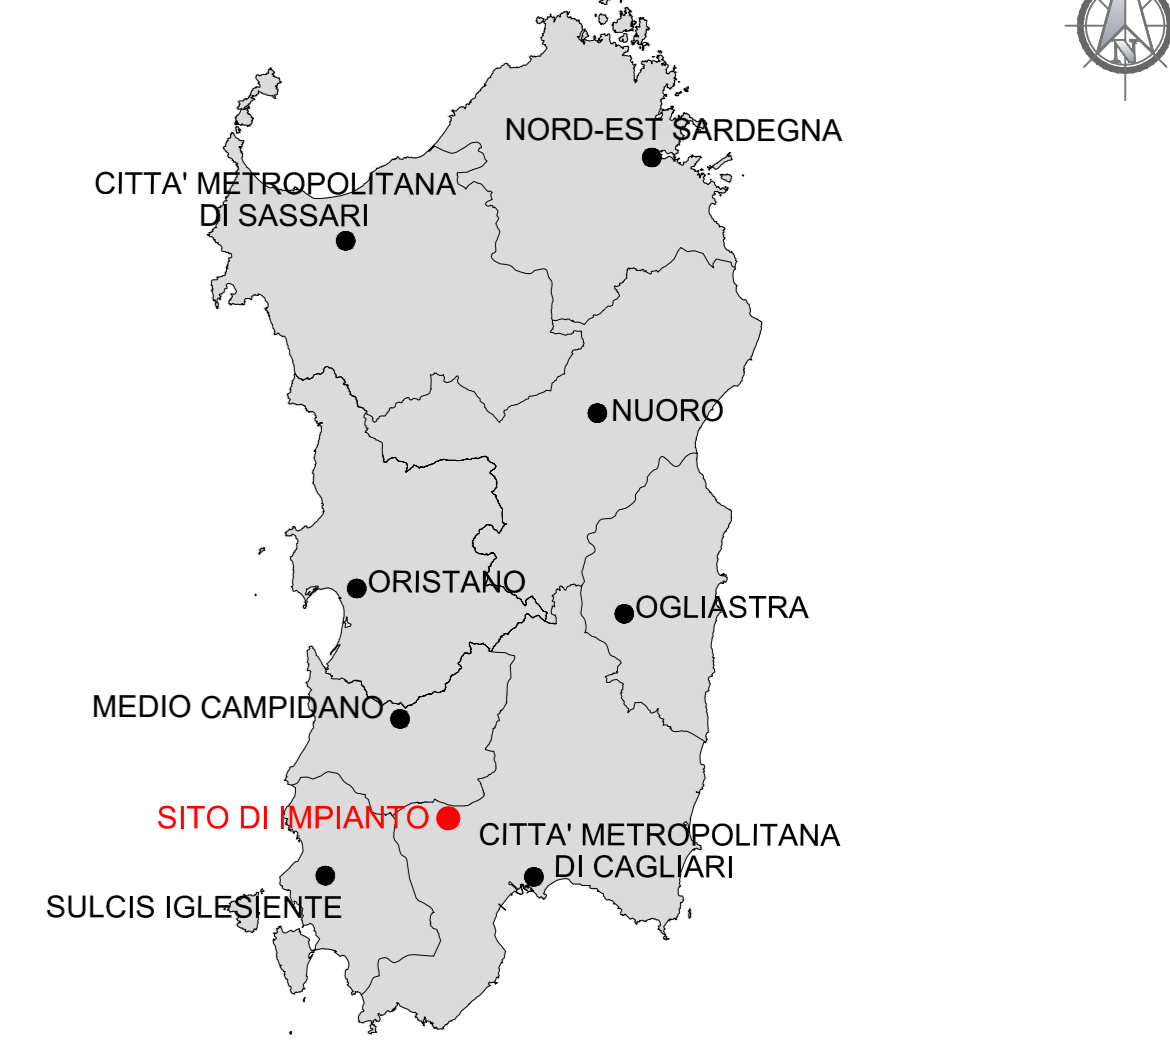 N
NORD-EST SARDEGNA
CITTA' METROPOLITANA
DI SASSARI
NUORO
ORISTANO
OGLIASTRA
MEDIO CAMPIDANO
SITO DI IMPIANTO
CITTA' METROPOLITANA
DI CAGLIARI
SULCIS IGLESIENTE